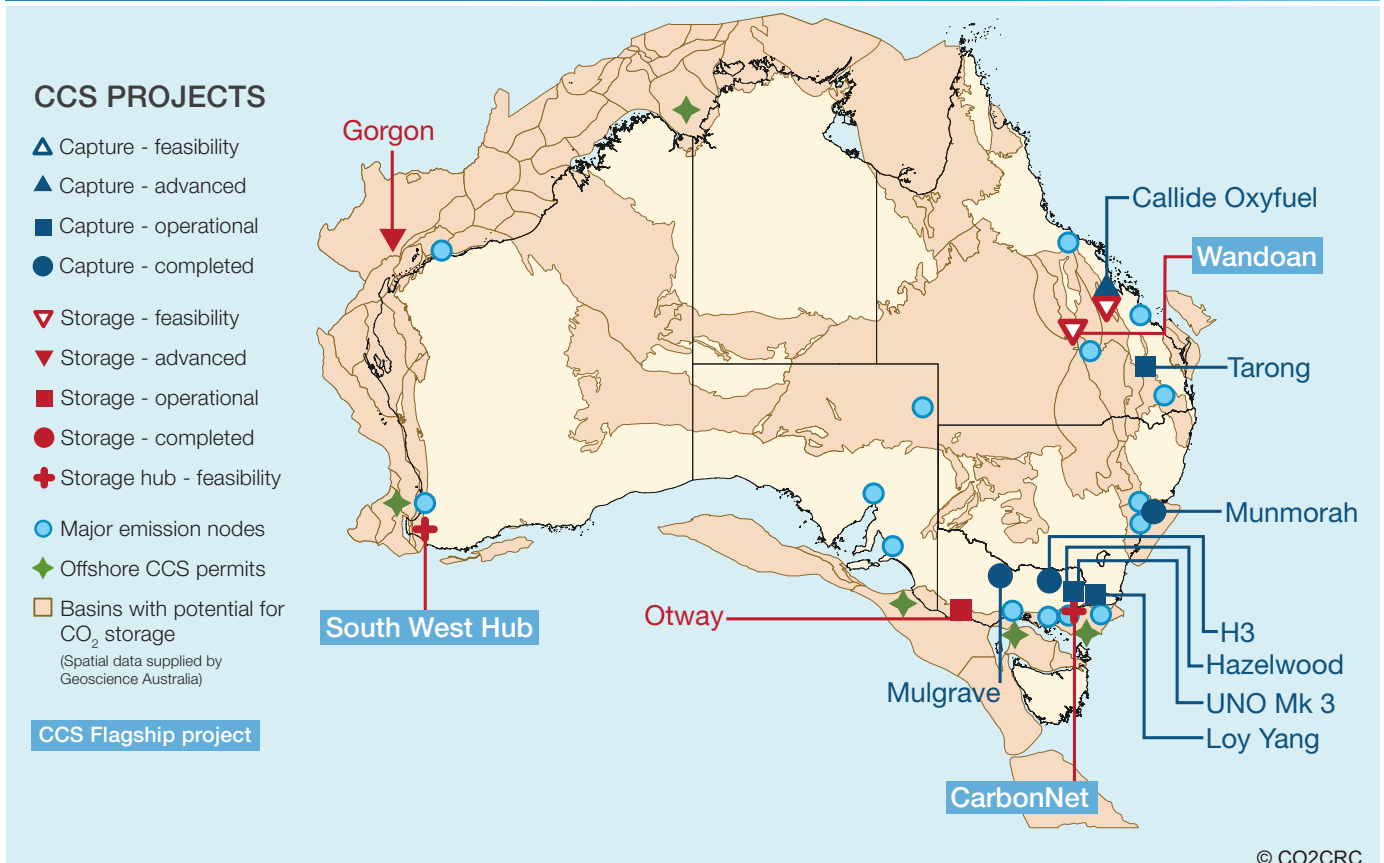 CCS PROJECTS
Capture - feasibility
Capture - advanced
Capture - operational
Capture - completed
Storage - feasibility
Storage - advanced
Storage - operational
Storage - completed
Storage hub - feasibility
Major emission nodes
Offshore CCS permits
Basins with potential for
CO2 storage
(Spatial data supplied by
Geoscience Australia)
CCS Flagship project
Gorgon
South West Hub
Otway
Mulgrave
CarbonNet
Callide Oxyfuel
Wandoan
Tarong
Munmorah
H3
Hazelwood
UNO Mk 3
Loy Yang
© CO2CRC